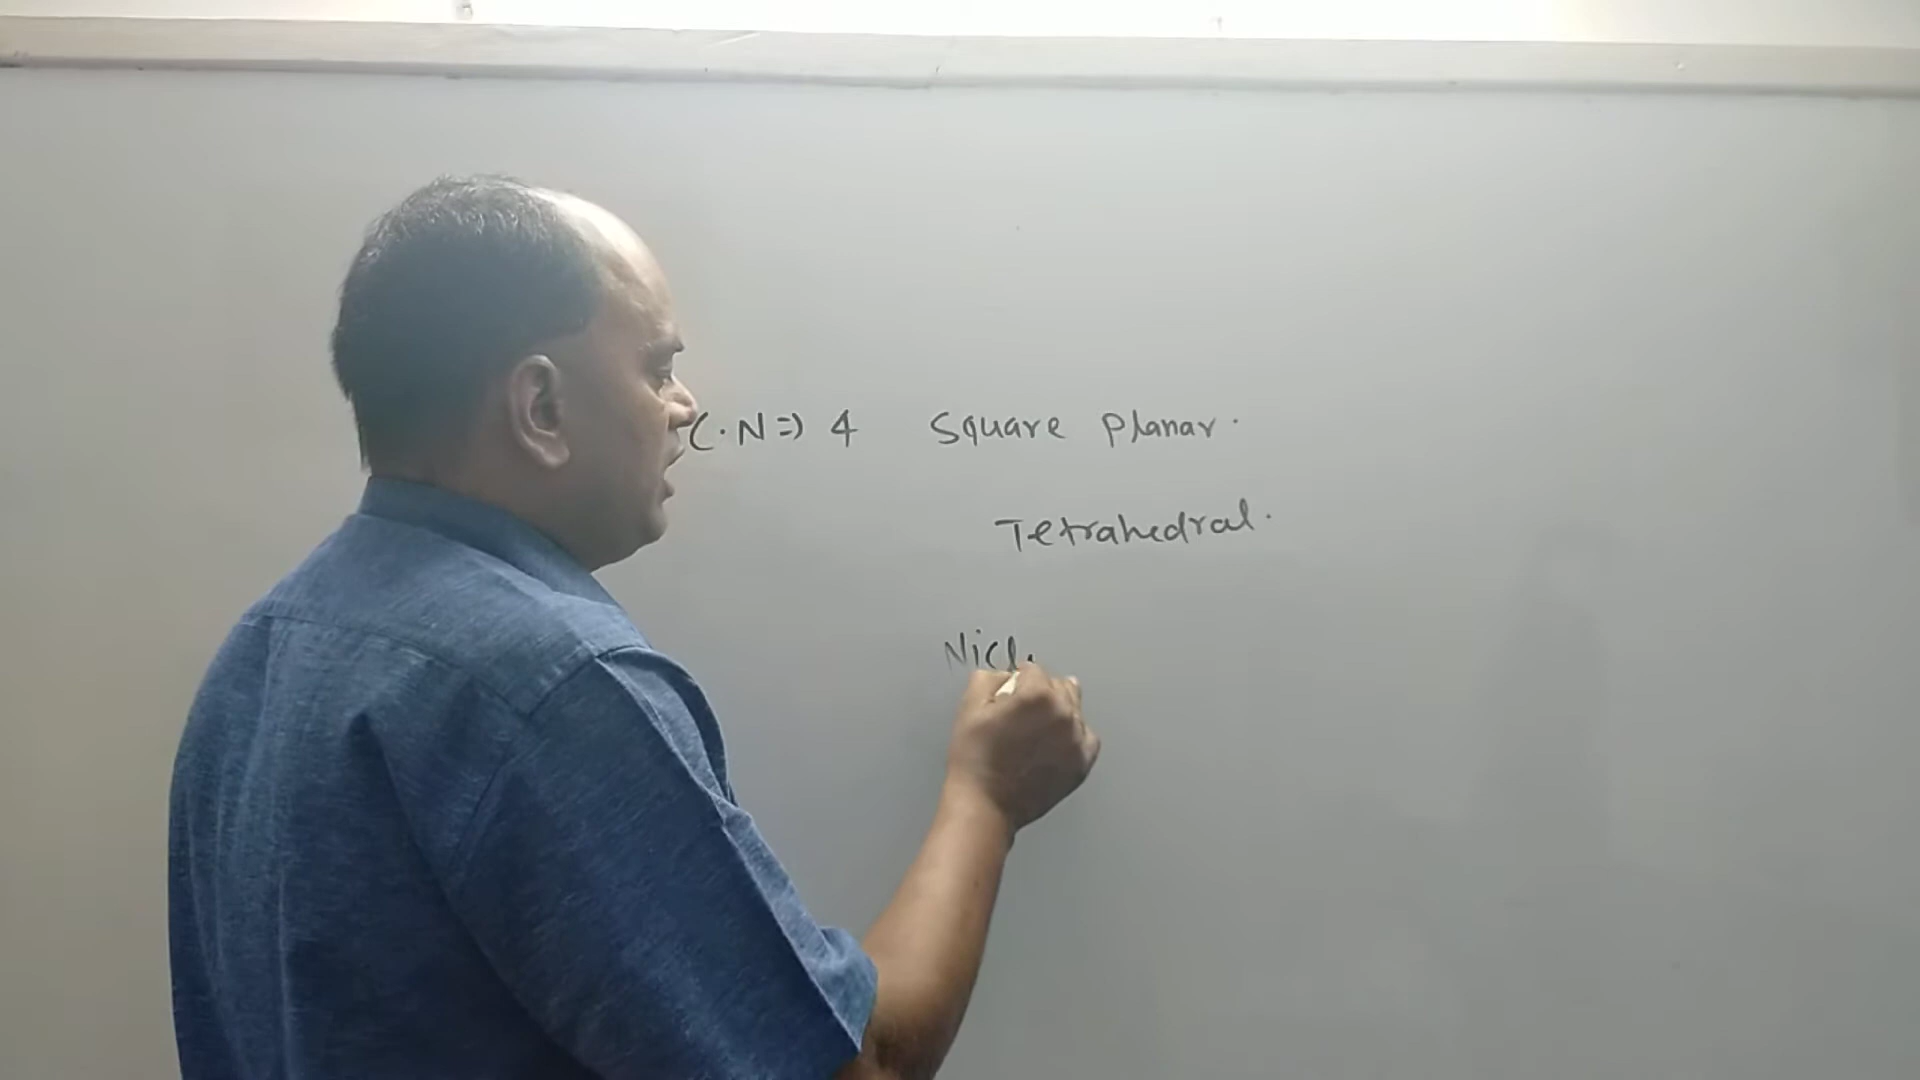 C.N => 4 Square Planar.
Tetrahedral.
NiCl